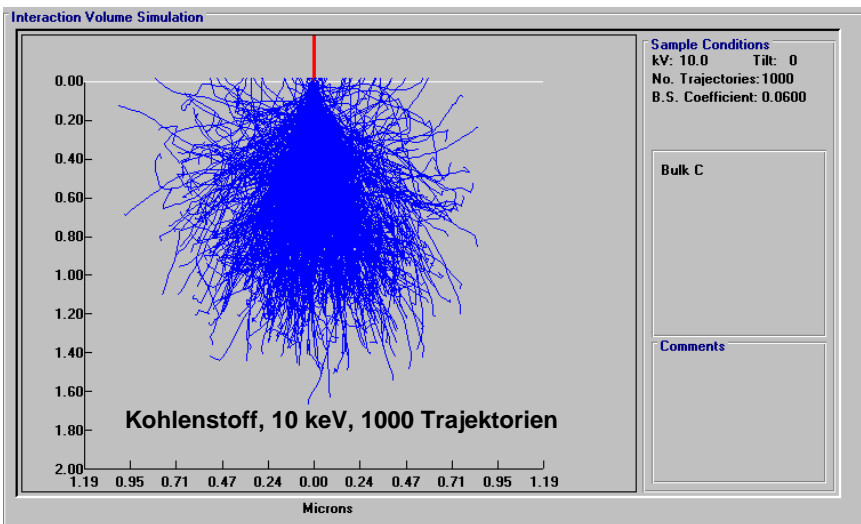 Interaction Volume Simulation
0.00
0.20
0.40
0.60
0.80
1.00
1.20
1.40
1.60
1.80
2.00
Kohlenstoff, 10 keV, 1000 Trajektorien
1.19 0.95 0.71 0.47 0.24 0.00 0.24 0.47 0.71 0.95 1.19
Microns
Sample Conditions
kV: 10.0 Tilt: 0
No. Trajectories: 1000
B.S. Coefficient: 0.0600
Bulk C
Comments